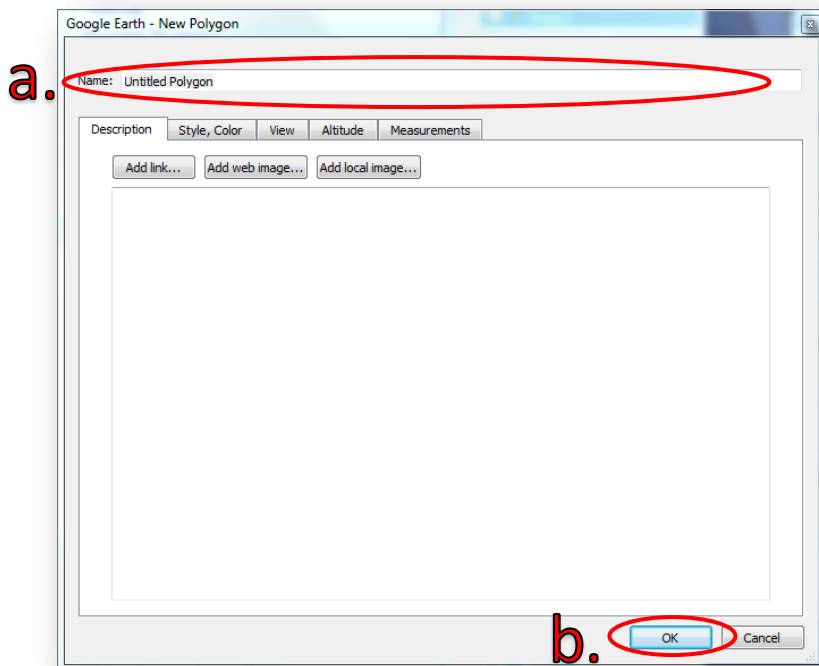 Google Earth - New Polygon
a.
Name: Untitled Polygon
Description Style, Color View Altitude Measurements
Add link... Add web image... Add local image...
b.
OK Cancel